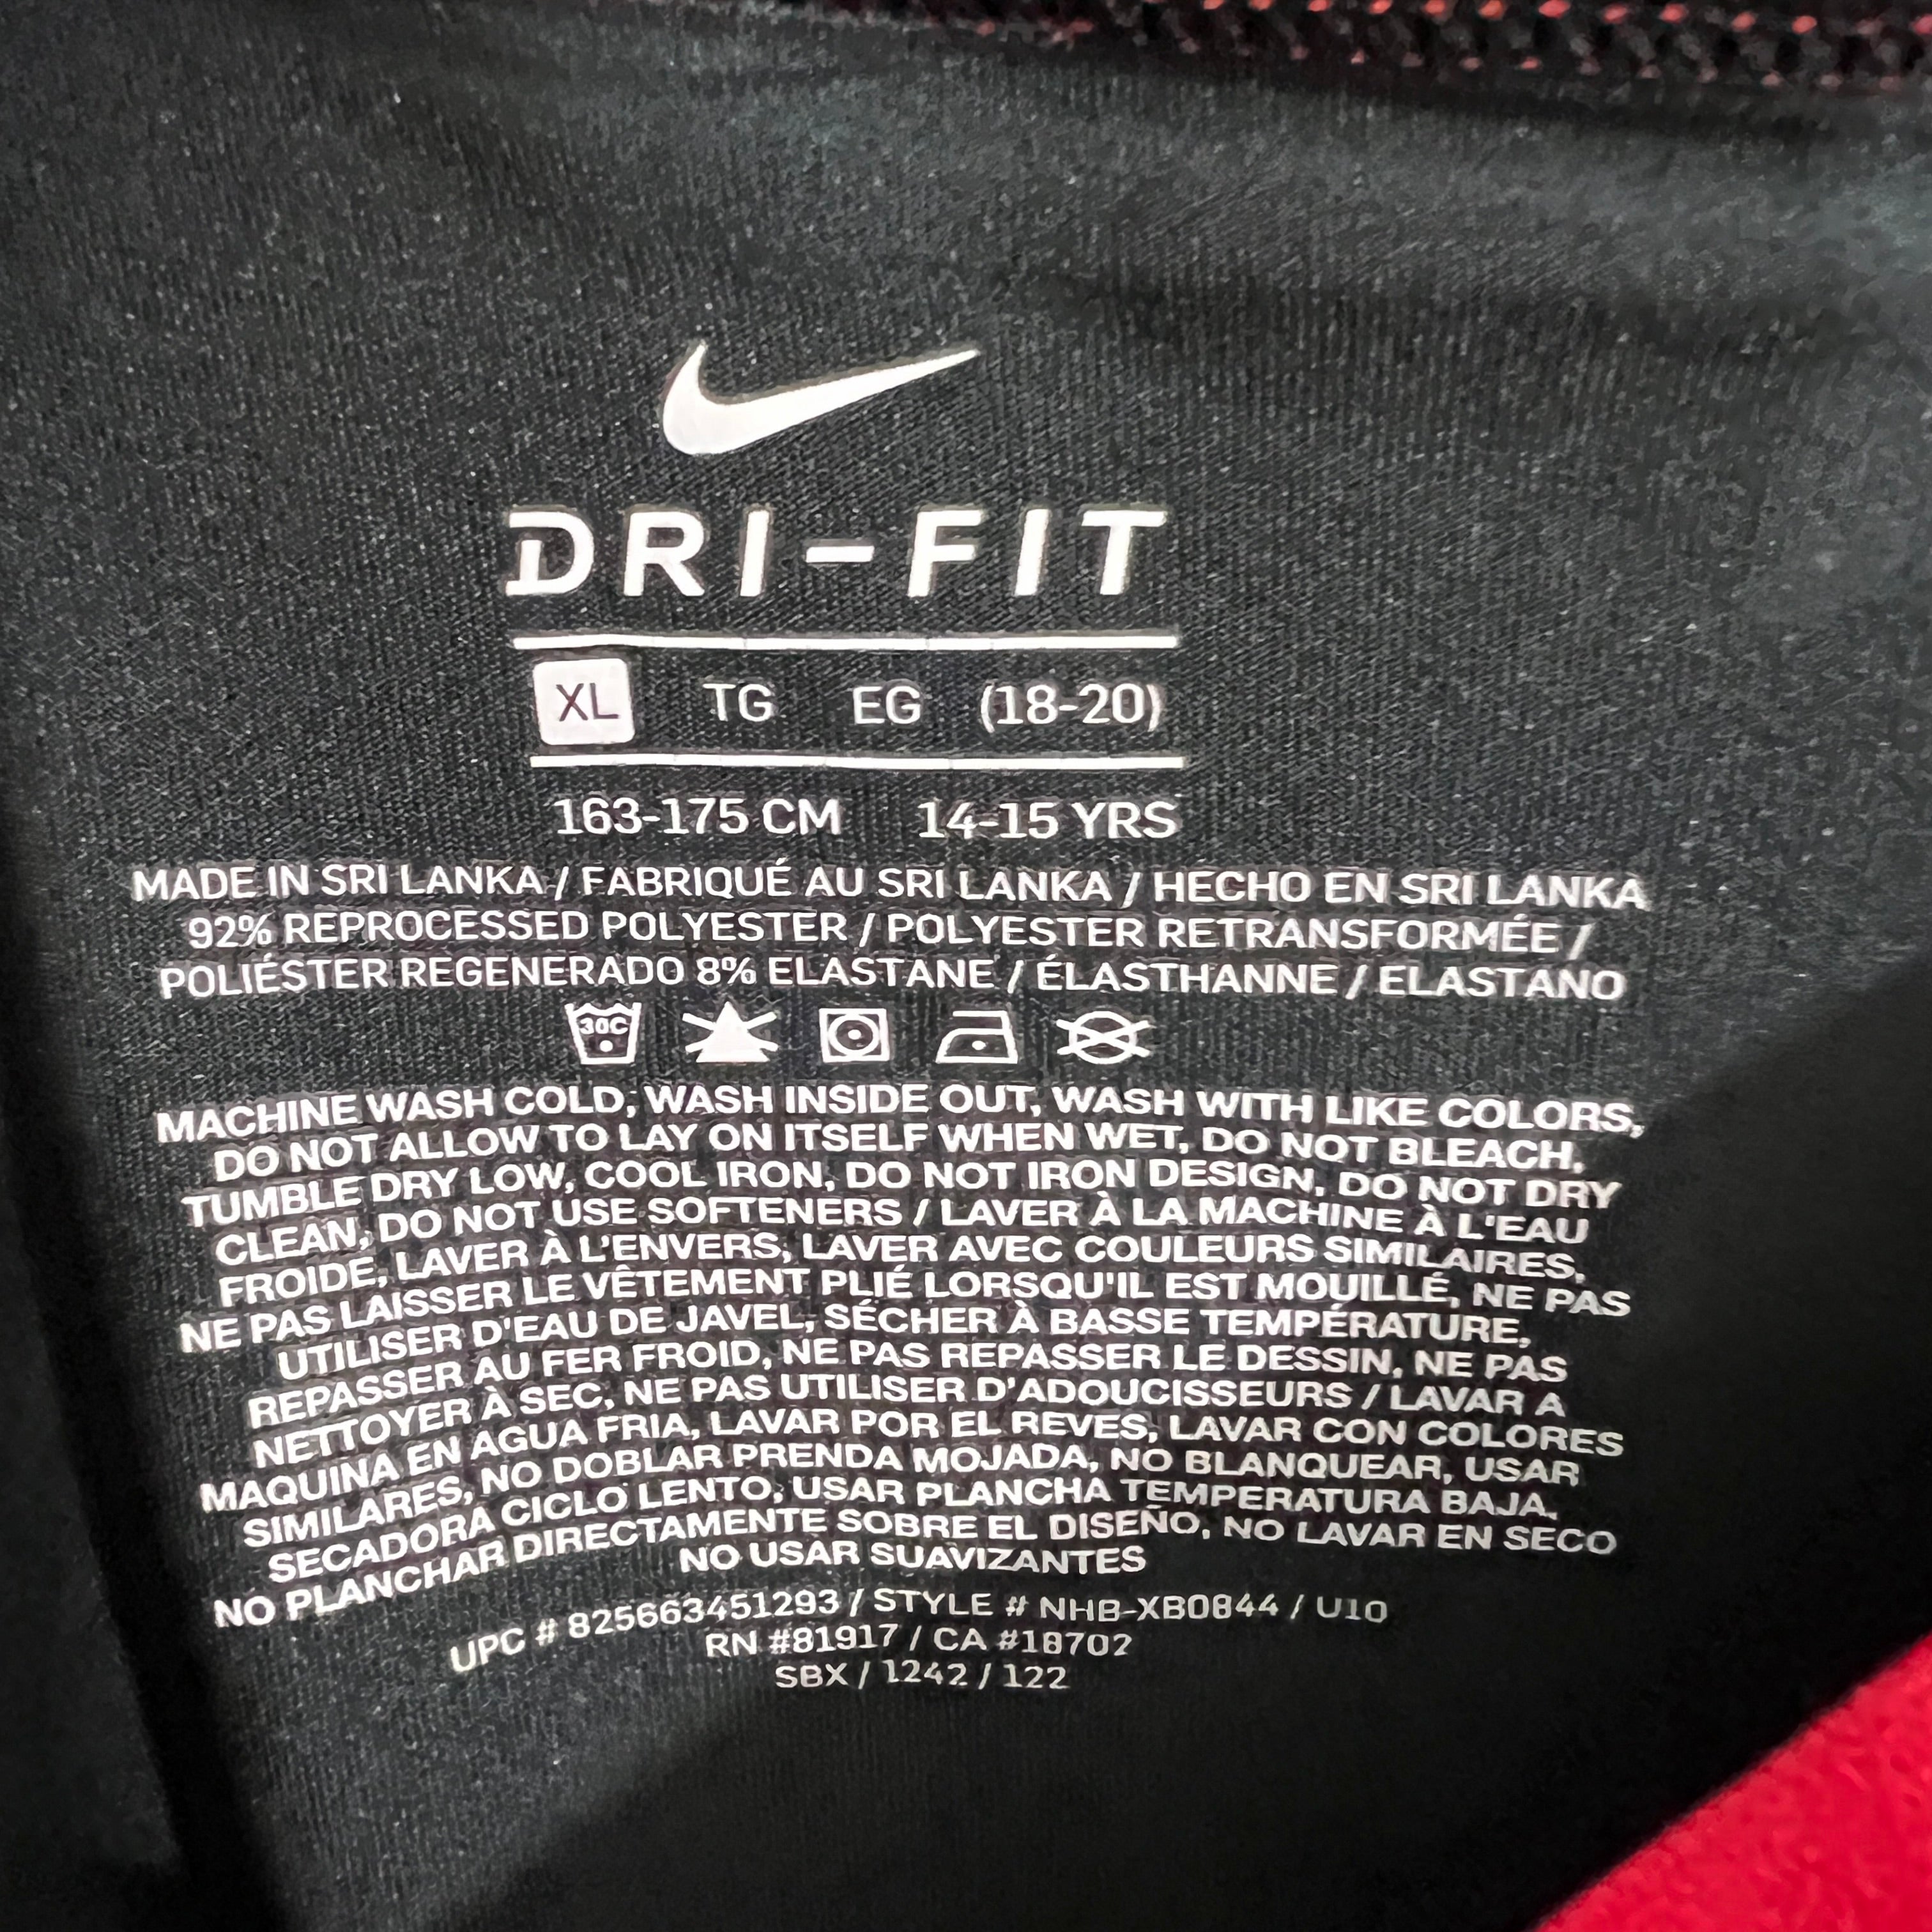 DRI-FIT
XL TG EG (18-20)
163-175 CM 14-15 YRS
MADE IN SRI LANKA / FABRIQUÉ AU SRI LANKA / HECHO EN SRI LANKA
92% REPROCESSED POLYESTER / POLYESTER RETRANSFORMÉE /
POLIÉSTER REGENERADO 8% ELASTANE / ÉLASTHANNE / ELASTANO
30C
MACHINE WASH COLD, WASH INSIDE OUT, WASH WITH LIKE COLORS,
DO NOT ALLOW TO LAY ON ITSELF WHEN WET, DO NOT BLEACH,
TUMBLE DRY LOW, COOL IRON, DO NOT IRON DESIGN, DO NOT DRY
CLEAN, DO NOT USE SOFTENERS / LAVER À LA MACHINE À L'EAU
FROIDE, LAVER À L'ENVERS, LAVER AVEC COULEURS SIMILAIRES,
NE PAS LAISSER LE VÊTEMENT PLIÉ LORSQU'IL EST MOUILLÉ, NE PAS
UTILISER D'EAU DE JAVEL, SÉCHER À BASSE TEMPÉRATURE,
REPASSER AU FER FROID, NE PAS REPASSER LE DESSIN, NE PAS
NETTOYER À SEC, NE PAS UTILISER D'ADOUCISSEURS / LAVAR A
MAQUINA EN AGUA FRIA, LAVAR POR EL REVES, LAVAR CON COLORES
SIMILARES, NO DOBLAR PRENDA MOJADA, NO BLANQUEAR, USAR
SECADORA CICLO LENTO, USAR PLANCHA TEMPERATURA BAJA,
NO PLANCHAR DIRECTAMENTE SOBRE EL DISEÑO, NO LAVAR EN SECO
NO USAR SUAVIZANTES
UPC # 825663451293 / STYLE # NHB-XB0844 / U10
RN #81917 / CA #18702
SBX / 1242 / 122